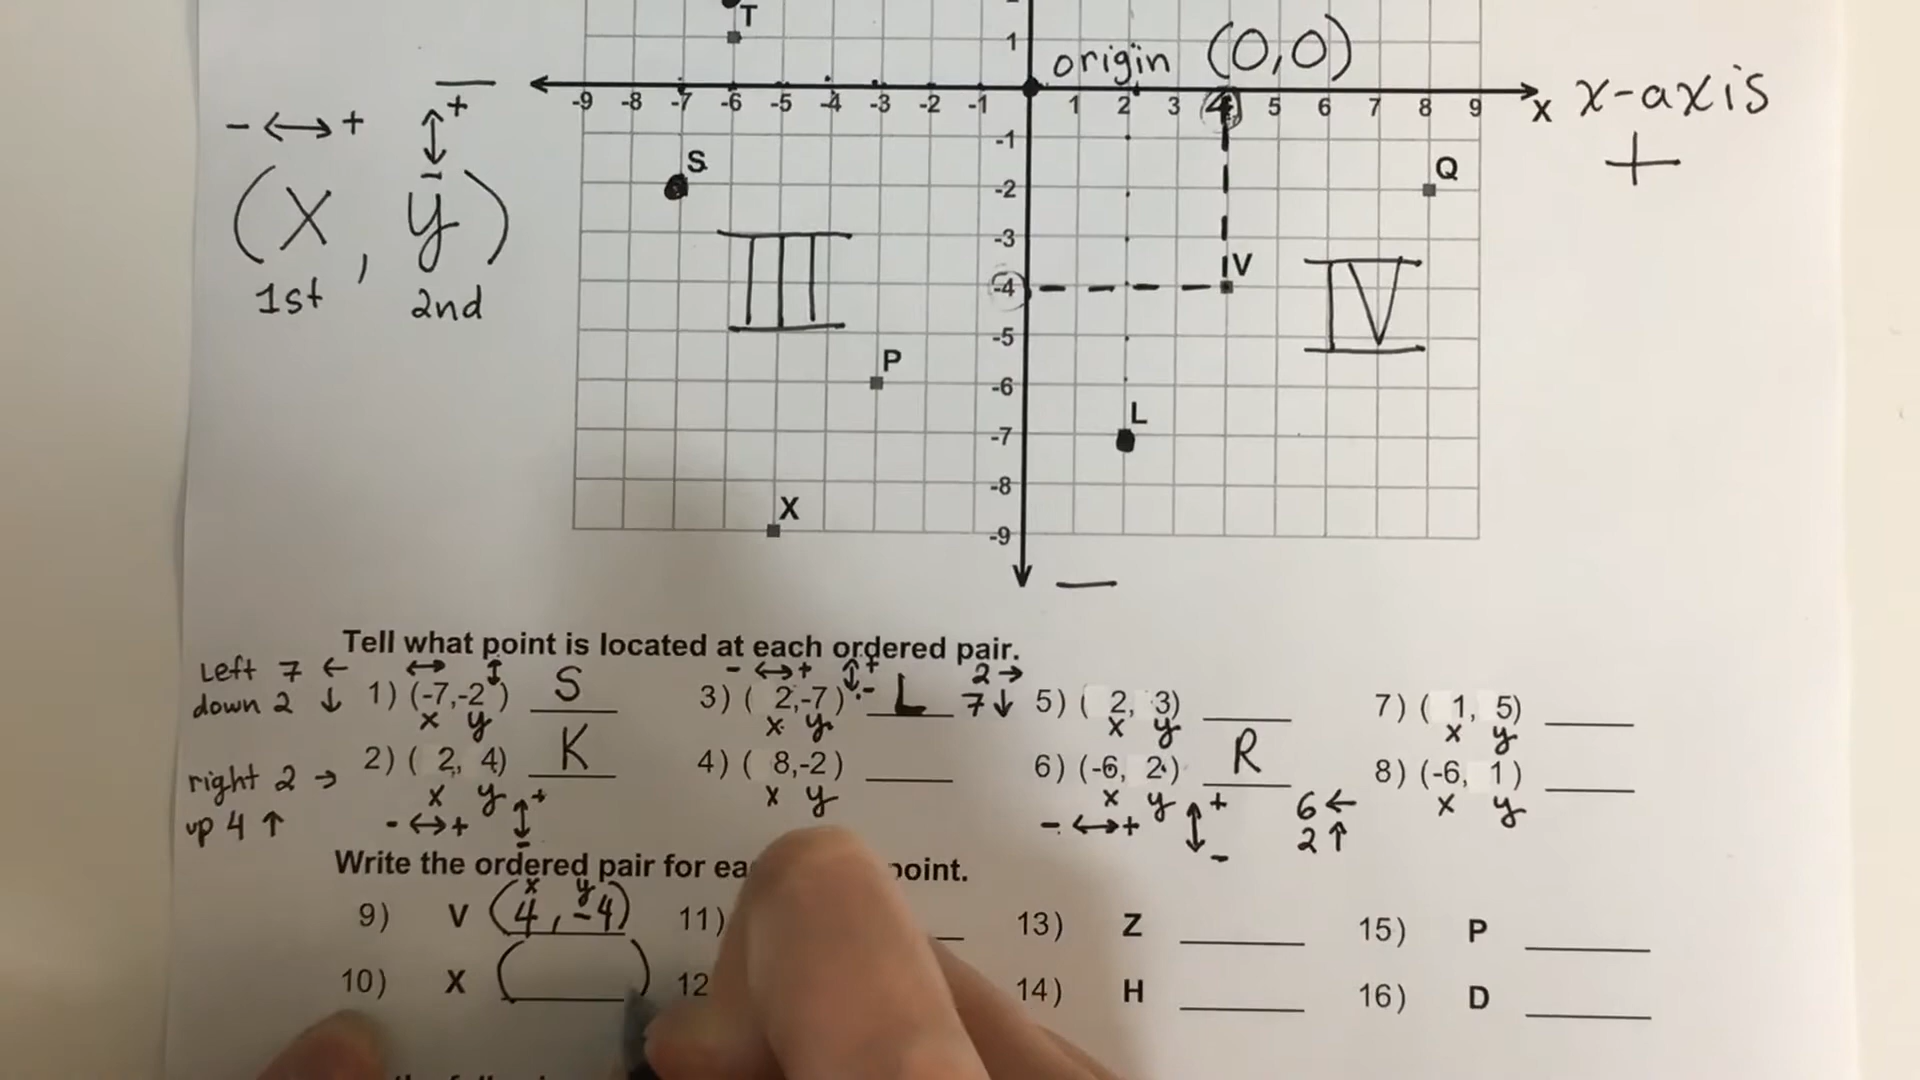 T
1
origin (0,0)
-9 -8 -7 -6 -5 -4 -3 -2 -1 1 2 3 4 5 6 7 8 9 x x-axis
- +
+
-
+
-1
S
Q
-2
(x, y)
1st 2nd
-3
III
V
-4
IV
-5
P
-6
L
-7
-8
X
-9
Tell what point is located at each ordered pair.
Left 7 ←
down 2 ↓
1) (-7,-2) S
x y
- ↔ + ↕ + -
3) ( 2,-7) L
x y
2 →
7 ↓
5) ( 2, 3)
x y
7) ( 1, 5)
x y
right 2 →
up 4 ↑
2) ( 2, 4) K
x y
- ↔ + ↕ + -
4) ( 8,-2)
x y
6) (-6, 2) R
x y
- ↔ + ↕ + -
6 ←
2 ↑
8) (-6, 1)
x y
Write the ordered pair for point.
x y
9) V (4,-4) 11) 13) Z 15) P
10) X ( ) 12 14) H 16) D